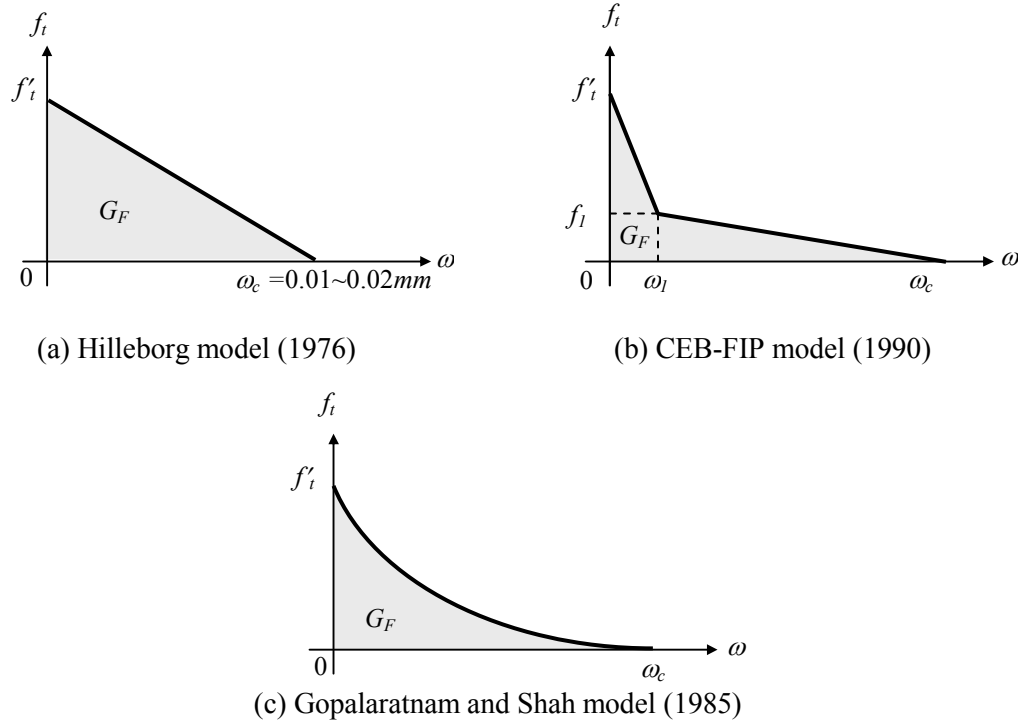 f_t
f'_t
G_F
0
ω
ω_c =0.01~0.02mm
(a) Hilleborg model (1976)
f_t
f'_t
f_1
G_F
0
ω_1
ω_c
ω
(b) CEB-FIP model (1990)
f_t
f'_t
G_F
0
ω_c
ω
(c) Gopalaratnam and Shah model (1985)